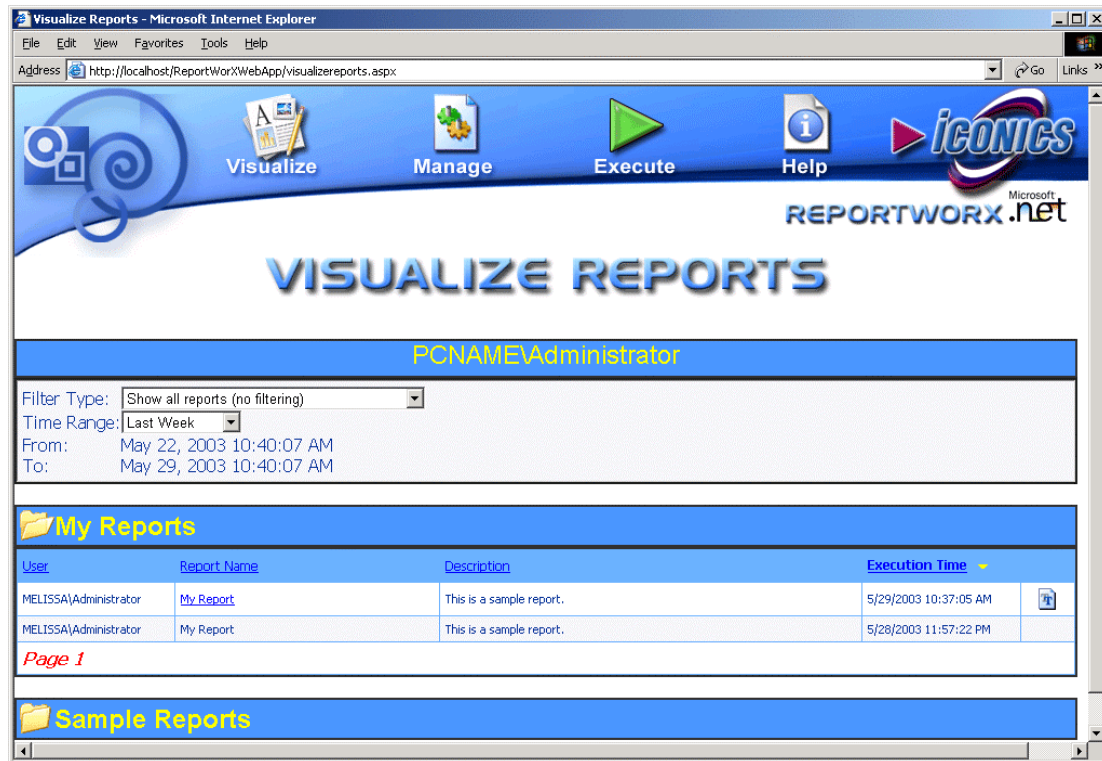 Visualize Reports - Microsoft Internet Explorer
File Edit View Favorites Tools Help
Address http://localhost/ReportWorXWebApp/visualizereports.aspx Go Links »
Visualize Manage Execute Help ICONICS
REPORTWORX Microsoft .net
VISUALIZE REPORTS
PCNAME\Administrator
Filter Type: Show all reports (no filtering)
Time Range: Last Week
From: May 22, 2003 10:40:07 AM
To: May 29, 2003 10:40:07 AM
My Reports
User Report Name Description Execution Time
MELISSA\Administrator My Report This is a sample report. 5/29/2003 10:37:05 AM
MELISSA\Administrator My Report This is a sample report. 5/28/2003 11:57:22 PM
Page 1
Sample Reports